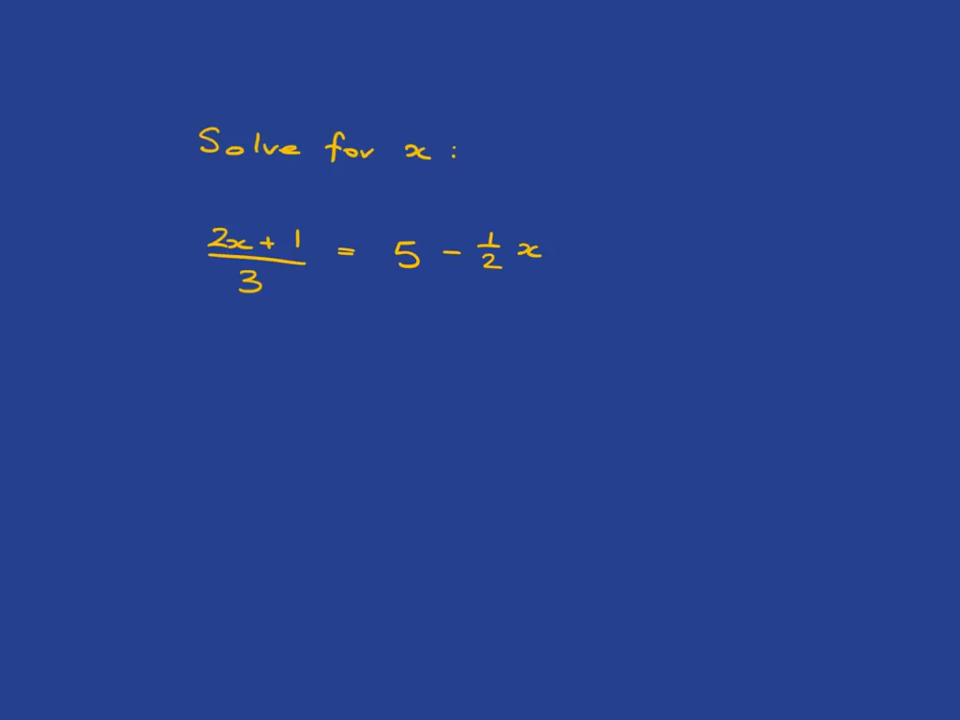 Solve for x :
(2x + 1)/3 = 5 - 1/2 x